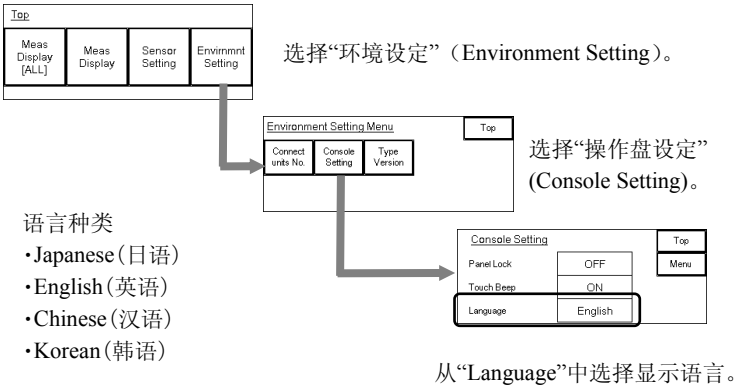 Top
Meas
Display
[ALL]
Meas
Display
Sensor
Setting
Envirnmnt
Setting
选择“环境设定”（Environment Setting）。
Environment Setting Menu
Top
Connect
units No.
Console
Setting
Type
Version
选择“操作盘设定”
(Console Setting)。
语言种类
·Japanese（日语）
·English（英语）
·Chinese（汉语）
·Korean（韩语）
Console Setting
Top
Panel Lock
OFF
Menu
Touch Beep
ON
Language
English
从“Language”中选择显示语言。